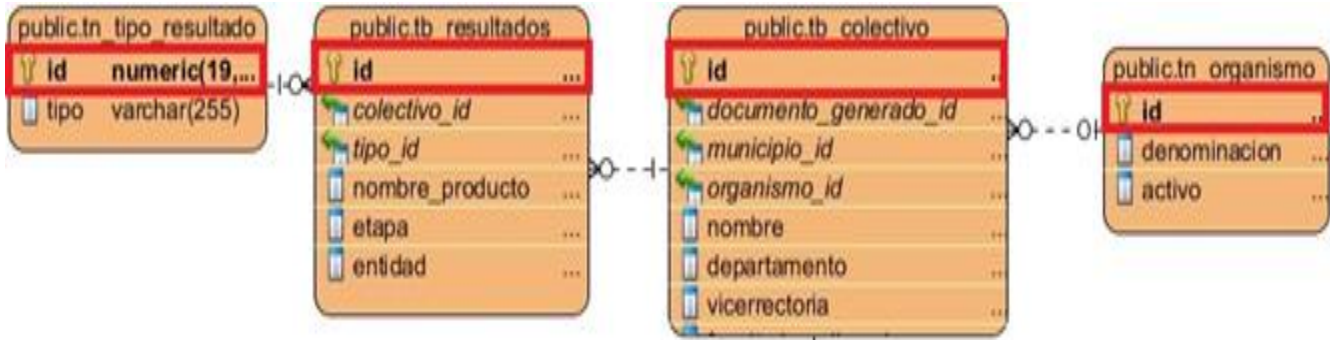 public.tn_tipo_resultado
id numeric(19,...
tipo varchar(255)
public.tb_resultados
id ...
colectivo_id ...
tipo_id ...
nombre_producto ...
etapa ...
entidad ...
public.tb_colectivo
id ..
documento_generado_id ...
municipio_id ...
organismo_id ...
nombre ...
departamento ...
vicerrectoria ...
public.tn_organismo
id ..
denominacion ...
activo ...